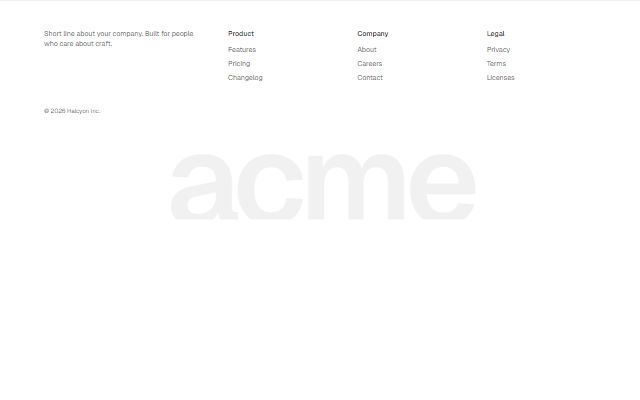 Short line about your company. Built for people
who care about craft.
Product
Features
Pricing
Changelog
Company
About
Careers
Contact
Legal
Privacy
Terms
Licenses
© 2026 Halcyon Inc.
acme